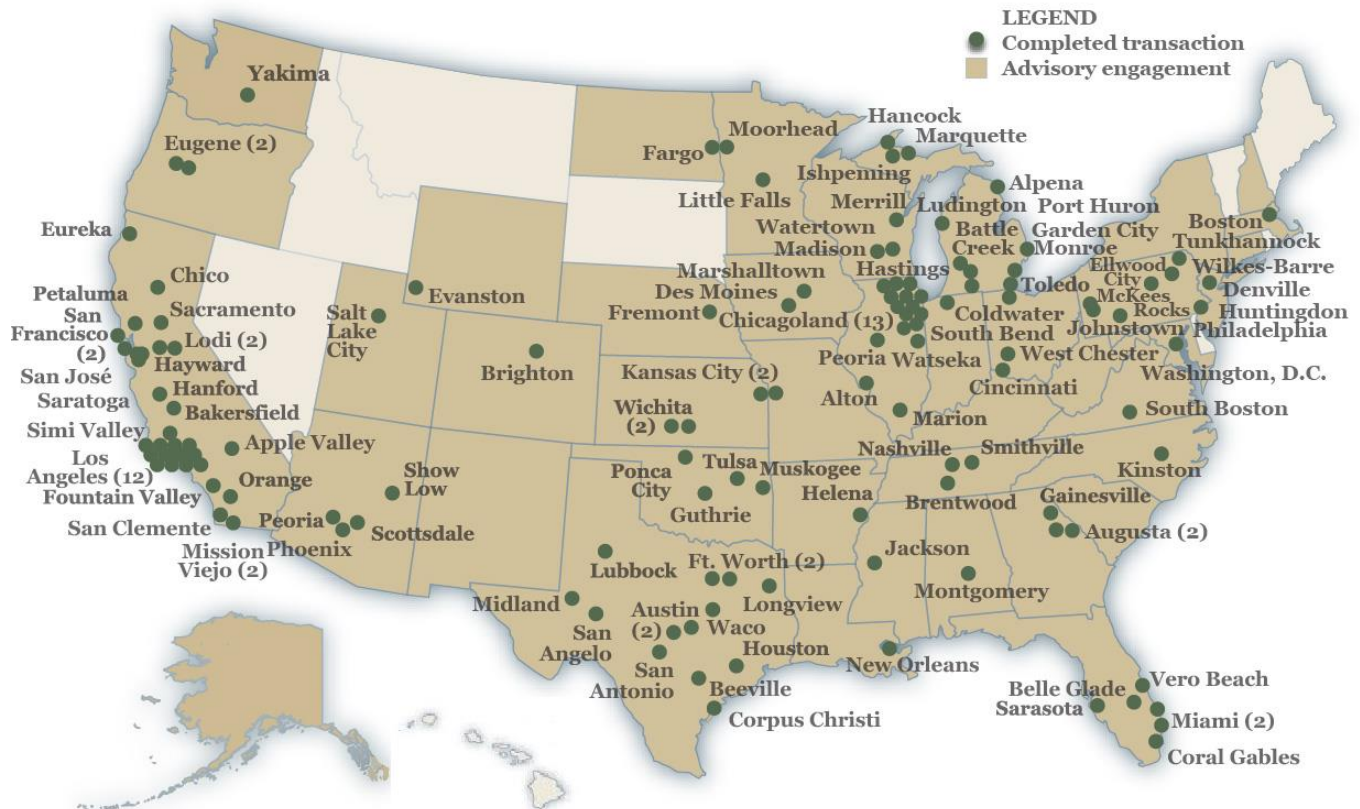 LEGEND
Completed transaction
Advisory engagement
Yakima
Eugene (2)
Eureka
Chico
Petaluma
Sacramento
San
Francisco
(2)
Lodi (2)
Hayward
San José
Hanford
Saratoga
Bakersfield
Simi Valley
Apple Valley
Los
Angeles (12)
Orange
Fountain Valley
San Clemente
Mission
Viejo (2)
Salt
Lake
City
Evanston
Brighton
Show
Low
Peoria
Phoenix
Scottsdale
Fargo
Moorhead
Little Falls
Hancock
Marquette
Ishpeming
Merrill
Watertown
Madison
Marshalltown
Des Moines
Fremont
Chicagoland (13)
Hastings
Alpena
Ludington
Port Huron
Battle
Creek
Garden City
Monroe
Toledo
Coldwater
South Bend
Peoria
Watseka
West Chester
Cincinnati
Kansas City (2)
Alton
Marion
Wichita
(2)
Ponca
City
Tulsa
Muskogee
Guthrie
Helena
Nashville
Smithville
Brentwood
Boston
Tunkhannock
Ellwood
City
Wilkes-Barre
Denville
McKees
Rocks
Huntingdon
Johnstown
Philadelphia
Washington, D.C.
South Boston
Kinston
Gainesville
Augusta (2)
Jackson
Montgomery
Lubbock
Ft. Worth (2)
Midland
Longview
Austin
(2)
Waco
San
Angelo
Houston
San
Antonio
Beeville
Corpus Christi
New Orleans
Vero Beach
Belle Glade
Sarasota
Miami (2)
Coral Gables